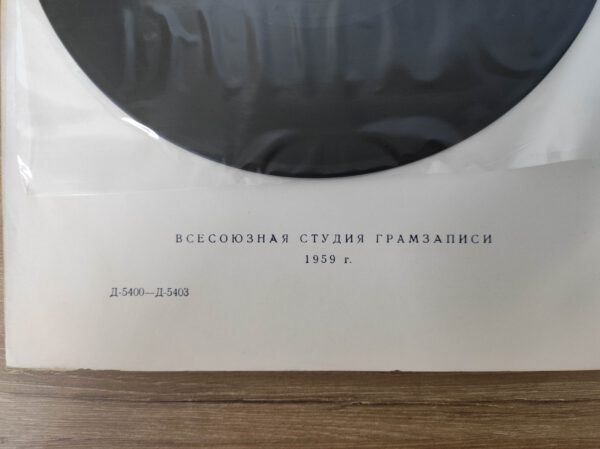 ВСЕСОЮЗНАЯ СТУДИЯ ГРАМЗАПИСИ
1959 г.
Д-5400—Д-5403